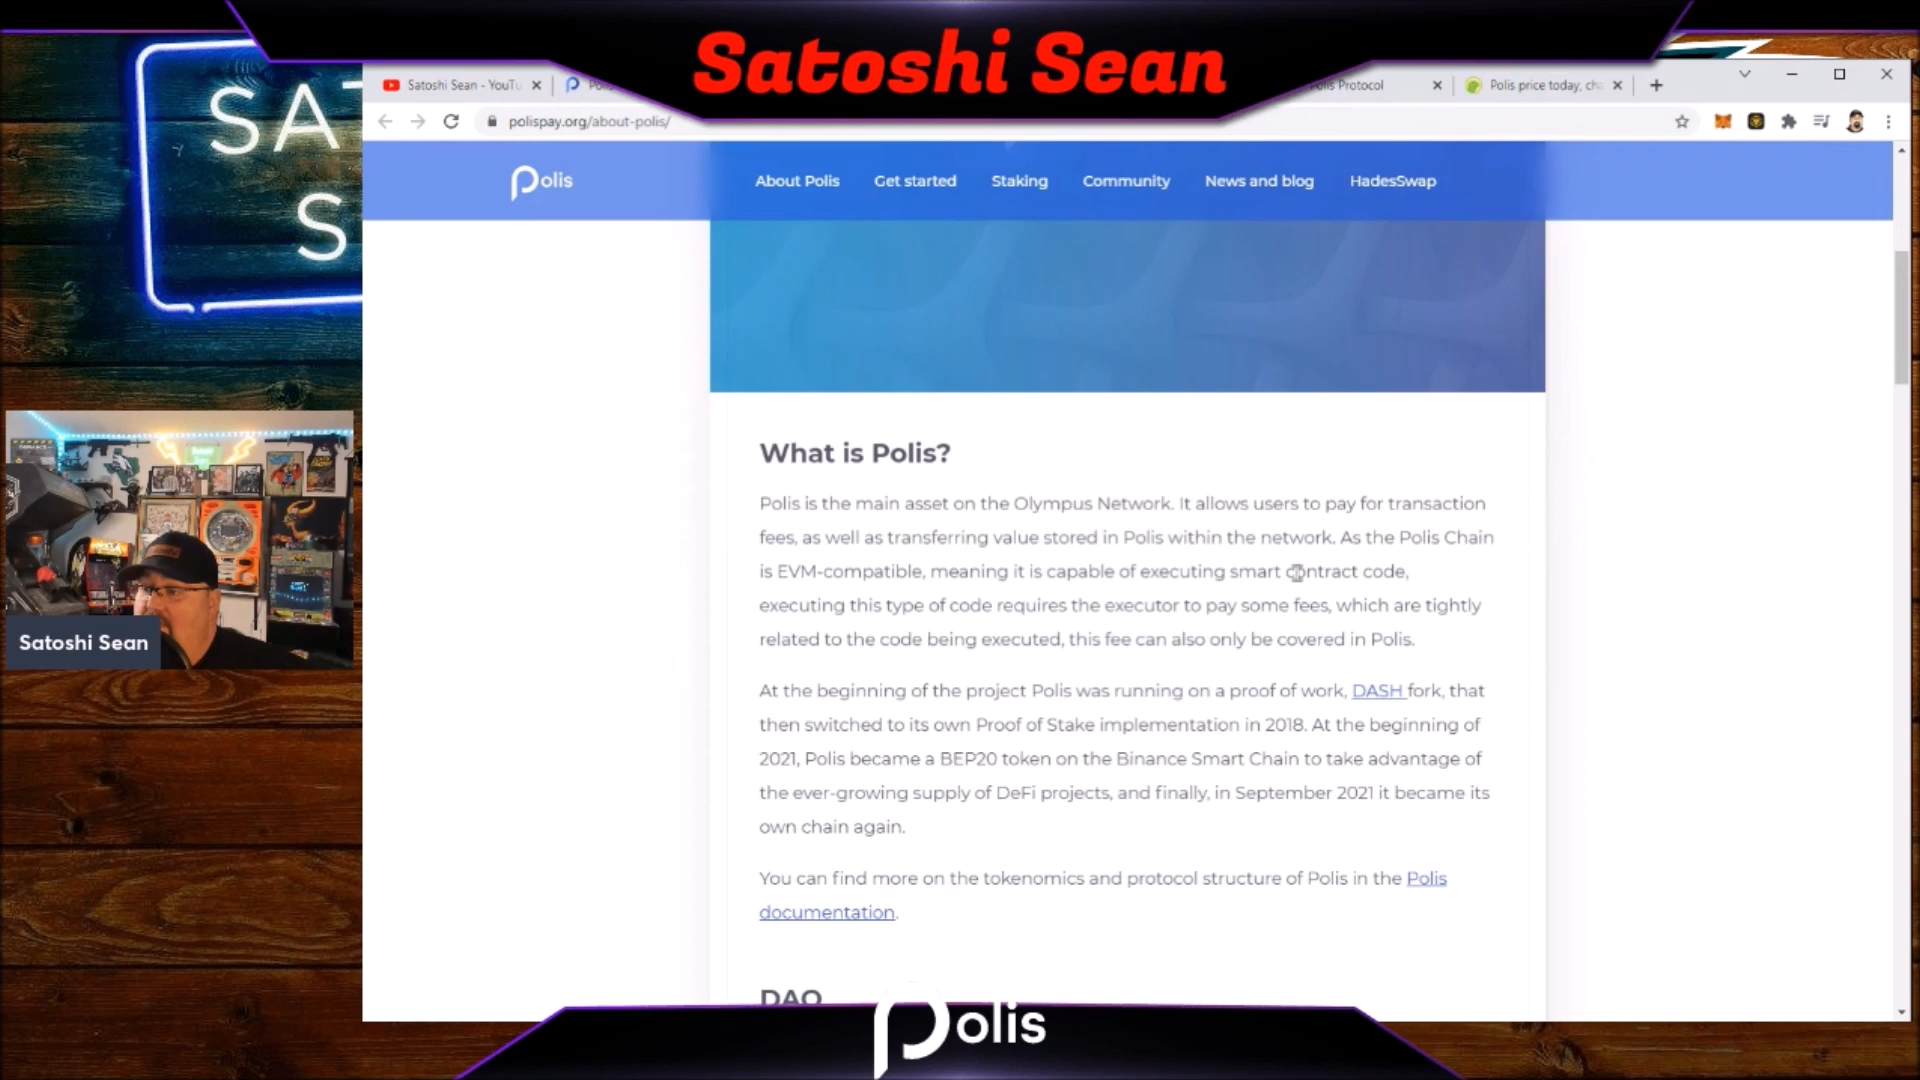 Satoshi Sean
SAT
S
Satoshi Sean - YouTu
Polis Protocol
Polis price today, cha
polispay.org/about-polis/
Polis
About Polis
Get started
Staking
Community
News and blog
HadesSwap
What is Polis?
Polis is the main asset on the Olympus Network. It allows users to pay for transaction
fees, as well as transferring value stored in Polis within the network. As the Polis Chain
is EVM-compatible, meaning it is capable of executing smart contract code,
executing this type of code requires the executor to pay some fees, which are tightly
related to the code being executed, this fee can also only be covered in Polis.
At the beginning of the project Polis was running on a proof of work, DASH fork, that
then switched to its own Proof of Stake implementation in 2018. At the beginning of
2021, Polis became a BEP20 token on the Binance Smart Chain to take advantage of
the ever-growing supply of DeFi projects, and finally, in September 2021 it became its
own chain again.
You can find more on the tokenomics and protocol structure of Polis in the Polis
documentation.
DAO
Satoshi Sean
Polis